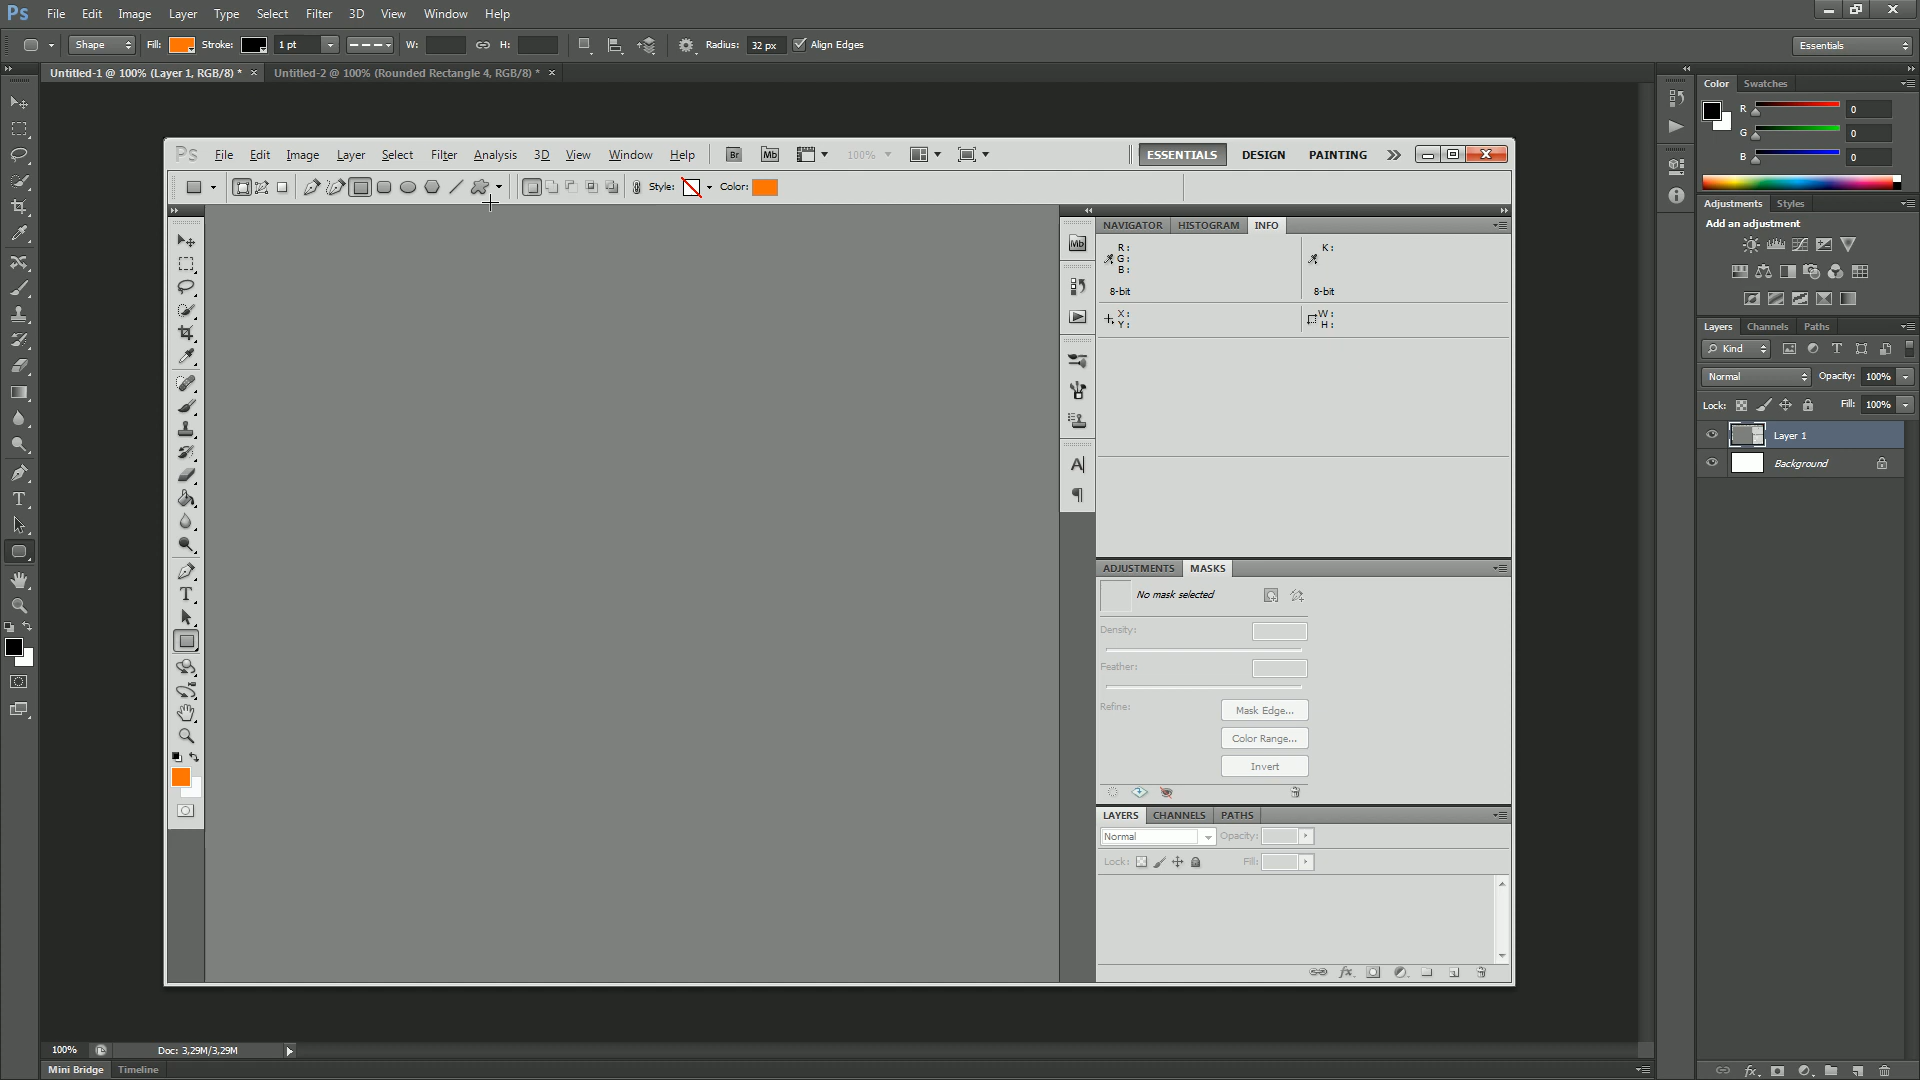 Ps File Edit Image Layer Type Select Filter 3D View Window Help
Shape Fill: Stroke: 1 pt W: H: Radius: 32 px Align Edges Essentials
Untitled-1 @ 100% (Layer 1, RGB/8) * × Untitled-2 @ 100% (Rounded Rectangle 4, RGB/8) * ×
Ps File Edit Image Layer Select Filter Analysis 3D View Window Help Br Mb 100% ESSENTIALS DESIGN PAINTING
Style: Color:
NAVIGATOR HISTOGRAM INFO
Mb
R:
G:
B:
K:
8-bit 8-bit
X:
Y:
W:
H:
A
ADJUSTMENTS MASKS
No mask selected
Density:
Feather:
Refine: Mask Edge...
Color Range...
Invert
LAYERS CHANNELS PATHS
Normal Opacity:
Lock: Fill:
T
T
Color Swatches
R 0
G 0
B 0
Adjustments Styles
Add an adjustment
Layers Channels Paths
Kind T
Normal Opacity: 100%
Lock: Fill: 100%
Layer 1
Background
fx
fx
100% Doc: 3,29M/3,29M
Mini Bridge Timeline